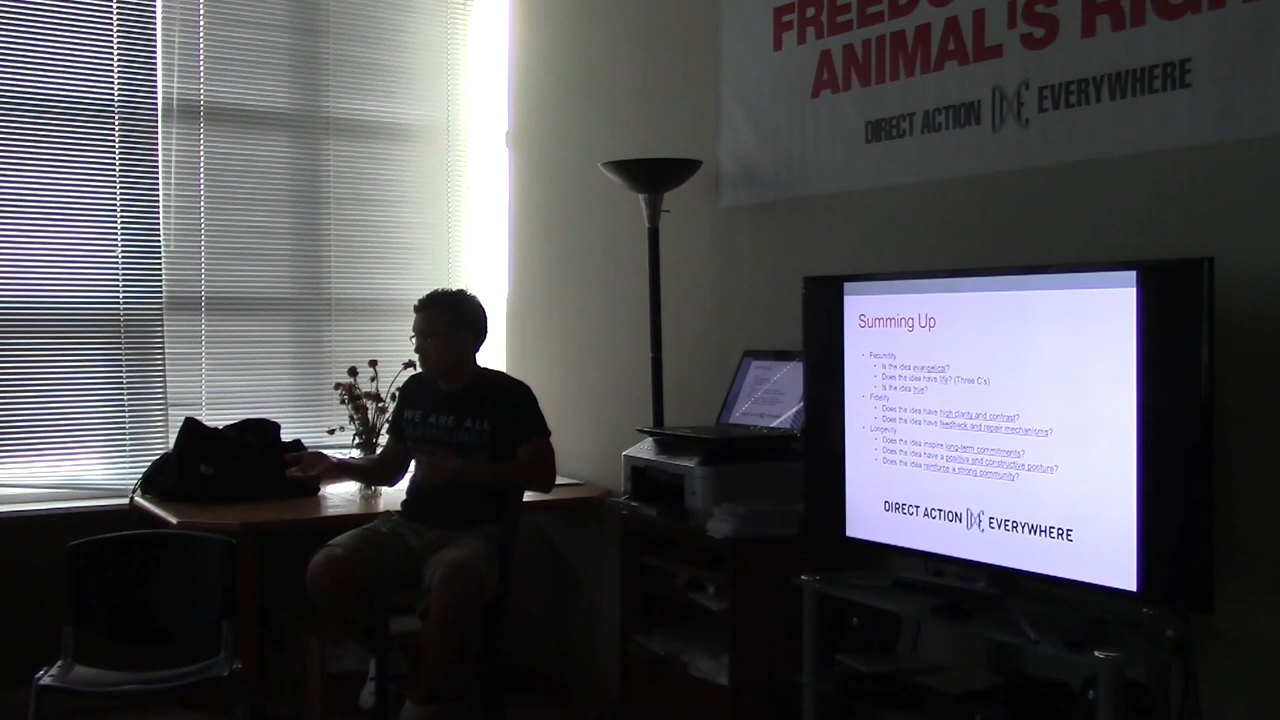 FREEDO
ANIMAL'S RIGH
DIRECT ACTION EVERYWHERE
WE ARE ALL
Summing Up
• Fecundity
• Is the idea evangelical?
• Does the idea have life? (Three C's)
• Is the idea true?
• Fidelity
• Does the idea have high clarity and contrast?
• Does the idea have feedback and repair mechanisms?
• Longevity
• Does the idea inspire long-term commitments?
• Does the idea have a positive and constructive posture?
• Does the idea reinforce a strong community?
DIRECT ACTION EVERYWHERE